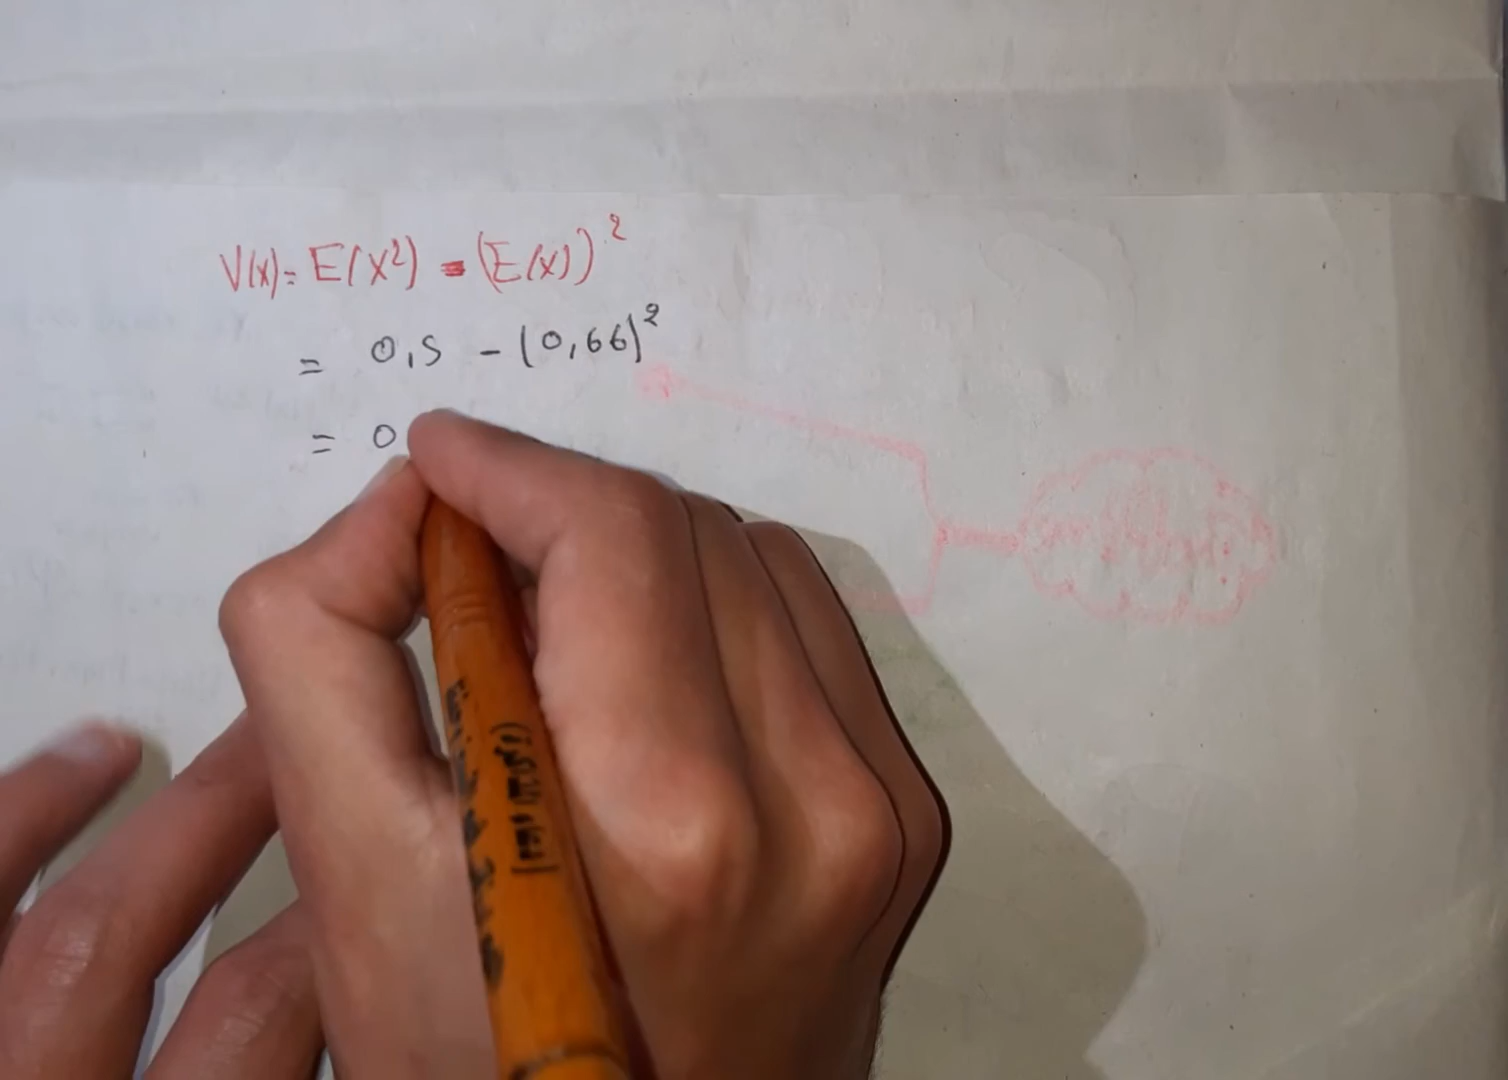 V(x) = E(X²) - (E(x))²
= 0,5 - (0,66)²
= 0